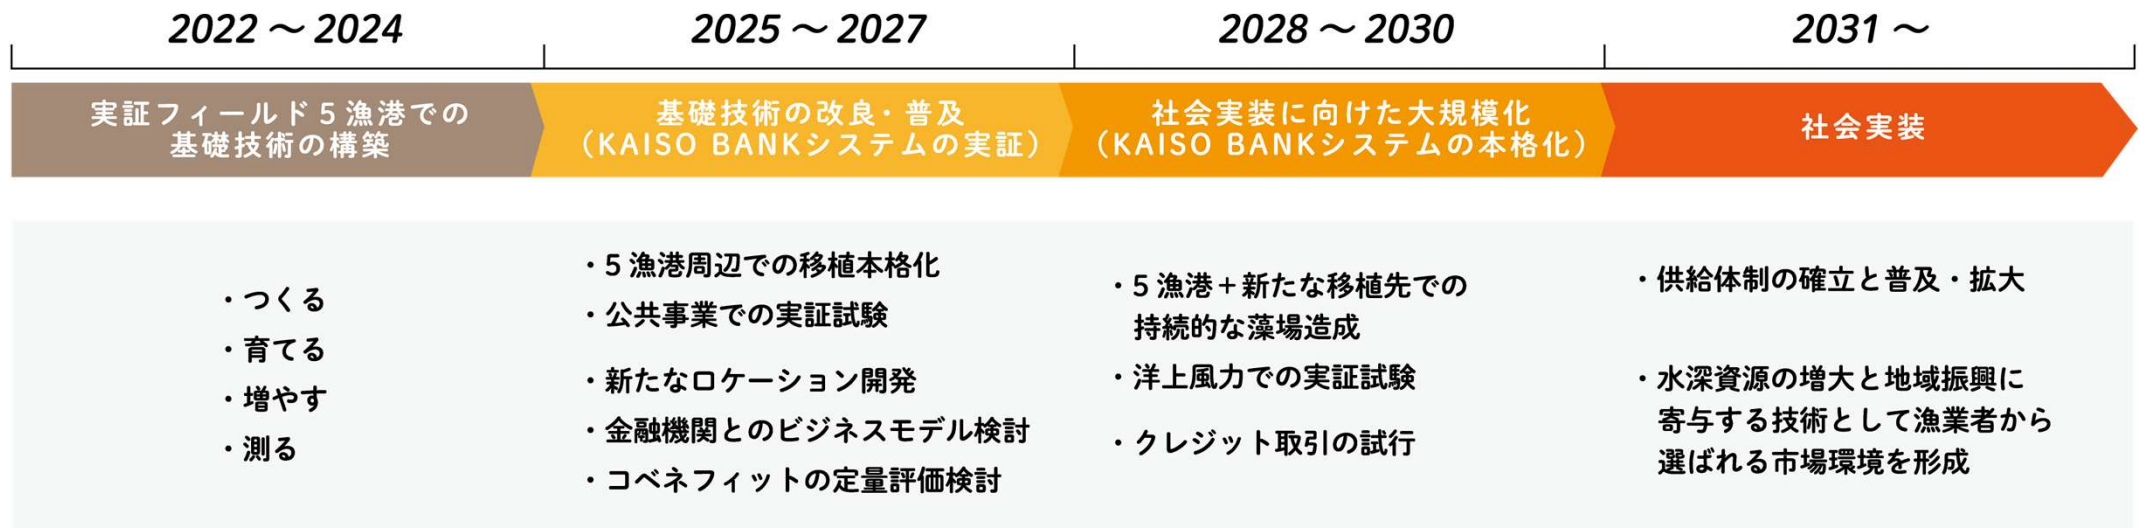 2022 ～ 2024
2025 ～ 2027
2028 ～ 2030
2031 ～
実証フィールド5漁港での
基礎技術の構築
基礎技術の改良・普及
（KAISO BANKシステムの実証）
社会実装に向けた大規模化
（KAISO BANKシステムの本格化）
社会実装
・つくる
・育てる
・増やす
・測る
・5漁港周辺での移植本格化
・公共事業での実証試験
・新たなロケーション開発
・金融機関とのビジネスモデル検討
・コベネフィットの定量評価検討
・5漁港＋新たな移植先での
持続的な藻場造成
・洋上風力での実証試験
・クレジット取引の試行
・供給体制の確立と普及・拡大
・水深資源の増大と地域振興に
寄与する技術として漁業者から
選ばれる市場環境を形成